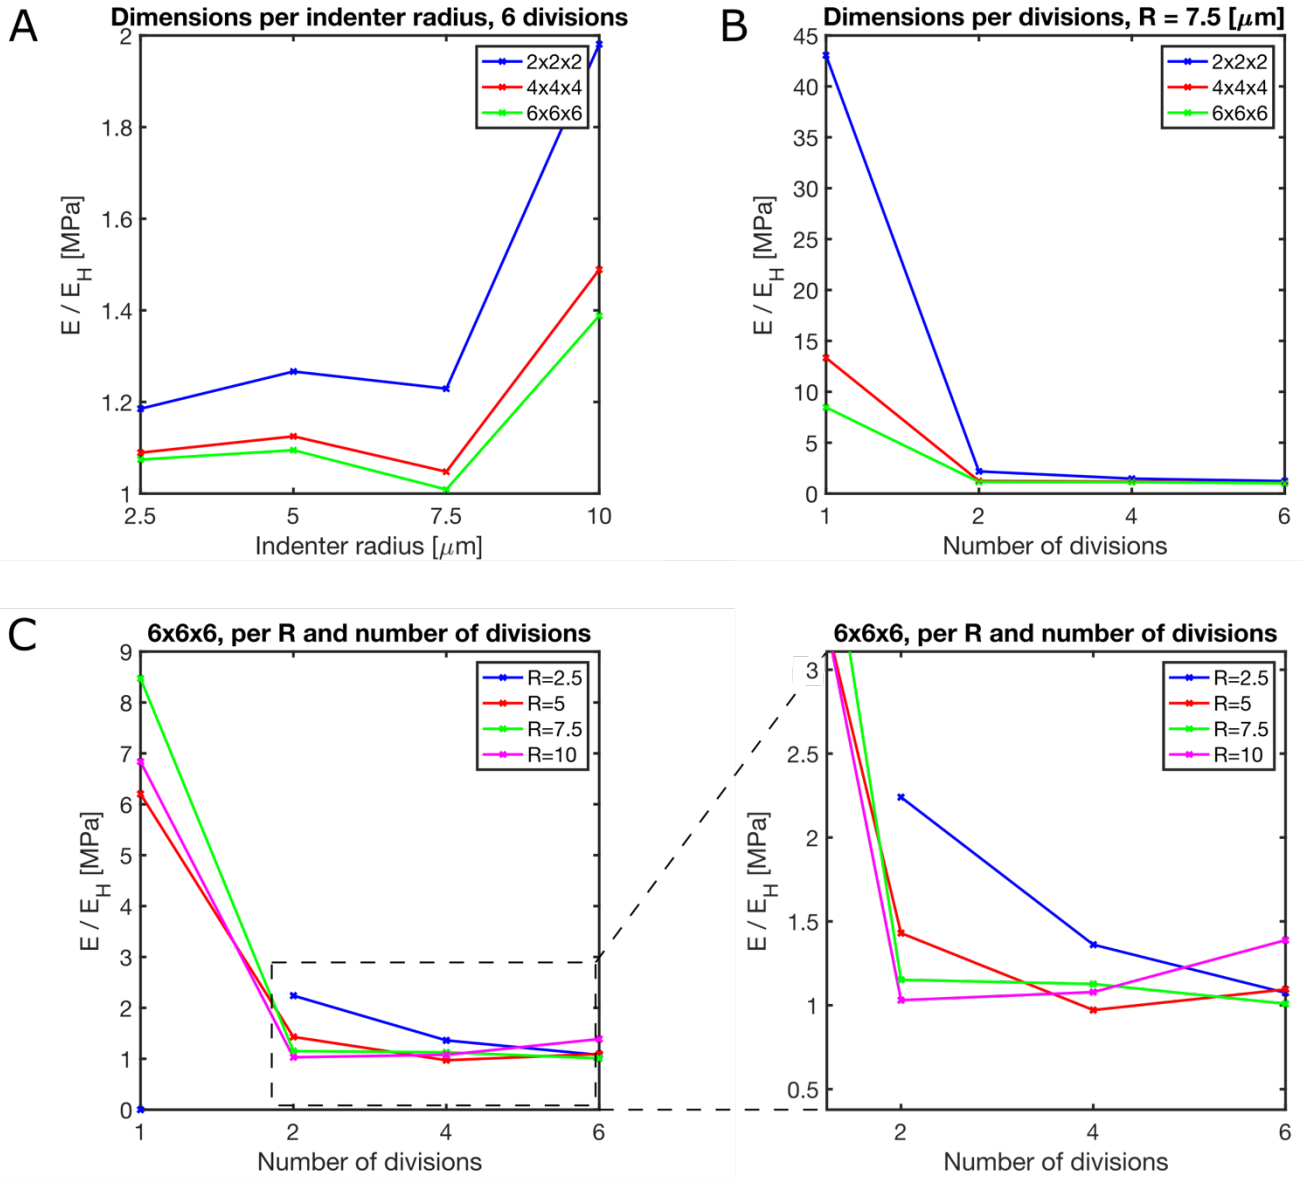 A
Dimensions per indenter radius, 6 divisions
2
1.8
1.6
1.4
1.2
1
E / E_H [MPa]
2x2x2
4x4x4
6x6x6
2.5 5 7.5 10
Indenter radius [μm]
B
Dimensions per divisions, R = 7.5 [μm]
45
40
35
30
25
20
15
10
5
0
E / E_H [MPa]
2x2x2
4x4x4
6x6x6
1 2 4 6
Number of divisions
C
6x6x6, per R and number of divisions
9
8
7
6
5
4
3
2
1
0
E / E_H [MPa]
R=2.5
R=5
R=7.5
R=10
1 2 4 6
Number of divisions
6x6x6, per R and number of divisions
3
2.5
2
1.5
1
0.5
E / E_H [MPa]
R=2.5
R=5
R=7.5
R=10
2 4 6
Number of divisions